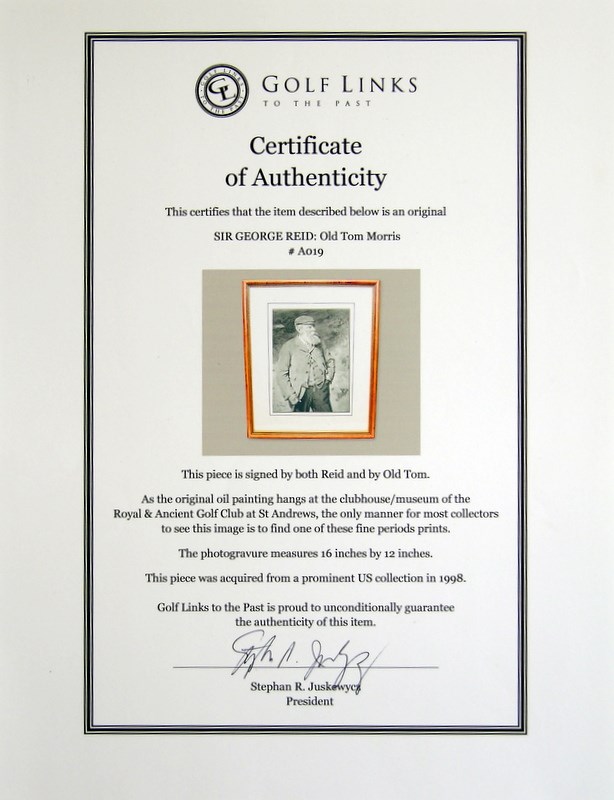 GOLF LINKS
TO THE PAST
Certificate
of Authenticity
This certifies that the item described below is an original
SIR GEORGE REID: Old Tom Morris
# A019
This piece is signed by both Reid and by Old Tom.
As the original oil painting hangs at the clubhouse/museum of the
Royal & Ancient Golf Club at St Andrews, the only manner for most collectors
to see this image is to find one of these fine periods prints.
The photogravure measures 16 inches by 12 inches.
This piece was acquired from a prominent US collection in 1998.
Golf Links to the Past is proud to unconditionally guarantee
the authenticity of this item.
Stephan R. Juskewycz
President